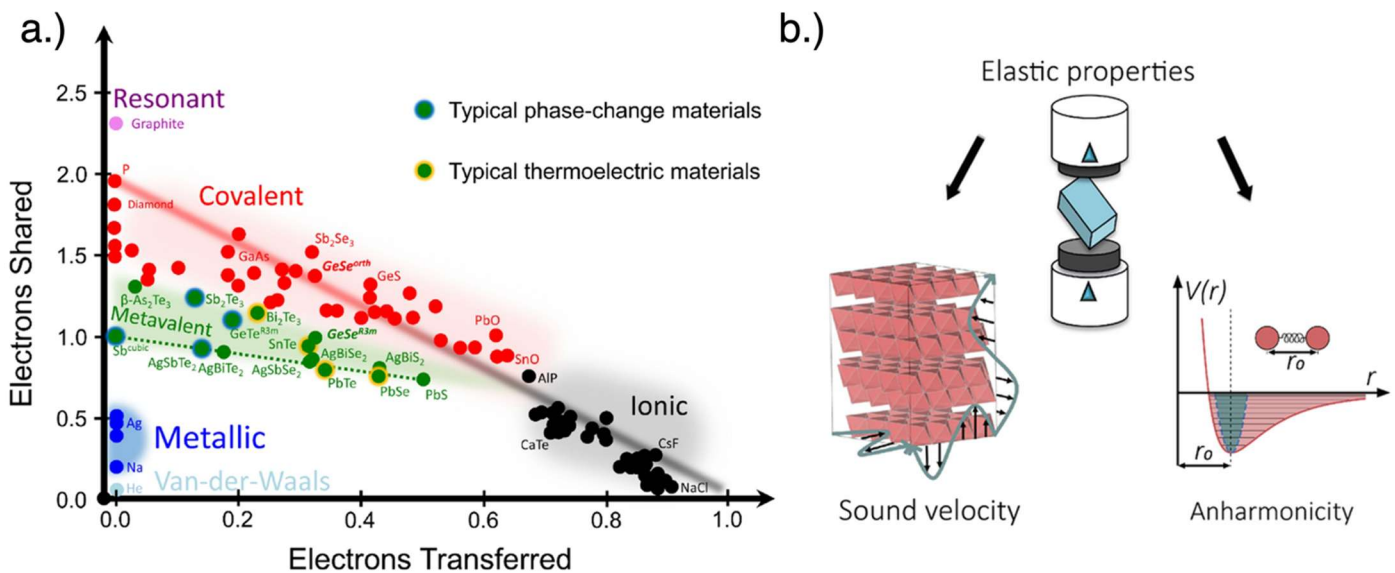 a.)
b.)
Electrons Shared
2.5
2.0
1.5
1.0
0.5
0.0
Resonant
Graphite
Typical phase-change materials
Typical thermoelectric materials
P
Diamond
Covalent
Sb₂Se₃
GaAs
GeSeᵒʳᵗʰ
GeS
β-As₂Te₃
Sb₂Te₃
Bi₂Te₃
Metavalent
GeTeᴿ³ᵐ
GeSeᴿ³ᵐ
PbO
SnO
Sbᶜᵘᵇⁱᶜ
SnTe
AgSbTe₂
AgBiTe₂
AgSbSe₂
AgBiSe₂
AgBiS₂
PbTe
PbSe
PbS
AlP
Ionic
Ag
Metallic
CaTe
CsF
Na
Van-der-Waals
He
NaCl
0.0
0.2
0.4
0.6
0.8
1.0
Electrons Transferred
Elastic properties
V(r)
r₀
r
r₀
Sound velocity
Anharmonicity